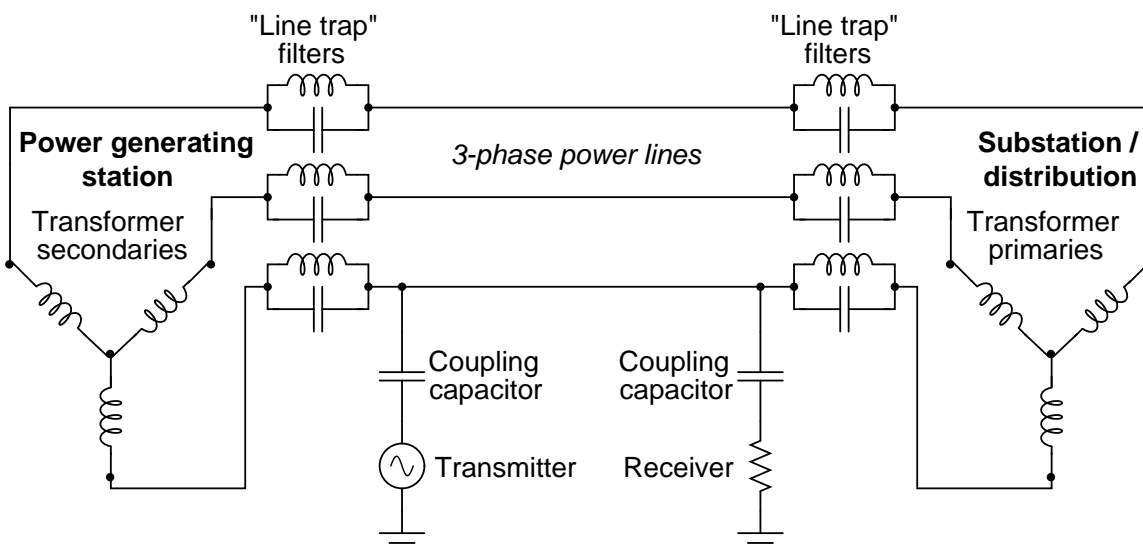 "Line trap"
filters
"Line trap"
filters
Power generating
station
3-phase power lines
Substation /
distribution
Transformer
secondaries
Transformer
primaries
Coupling
capacitor
Coupling
capacitor
Transmitter
Receiver